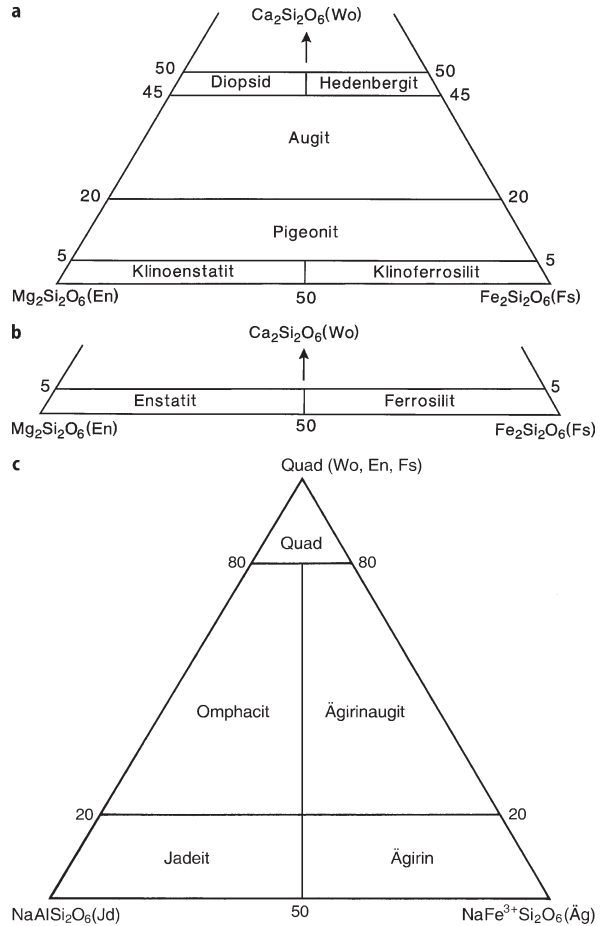 a
Ca₂Si₂O₆(Wo)
50 50
Diopsid Hedenbergit
45 45
Augit
20 20
Pigeonit
5 5
Klinoenstatit Klinoferrosilit
Mg₂Si₂O₆(En) 50 Fe₂Si₂O₆(Fs)
b
Ca₂Si₂O₆(Wo)
5 5
Enstatit Ferrosilit
Mg₂Si₂O₆(En) 50 Fe₂Si₂O₆(Fs)
c
Quad (Wo, En, Fs)
Quad
80 80
Omphacit Ägirinaugit
20 20
Jadeit Ägirin
NaAlSi₂O₆(Jd) 50 NaFe³⁺Si₂O₆(Äg)